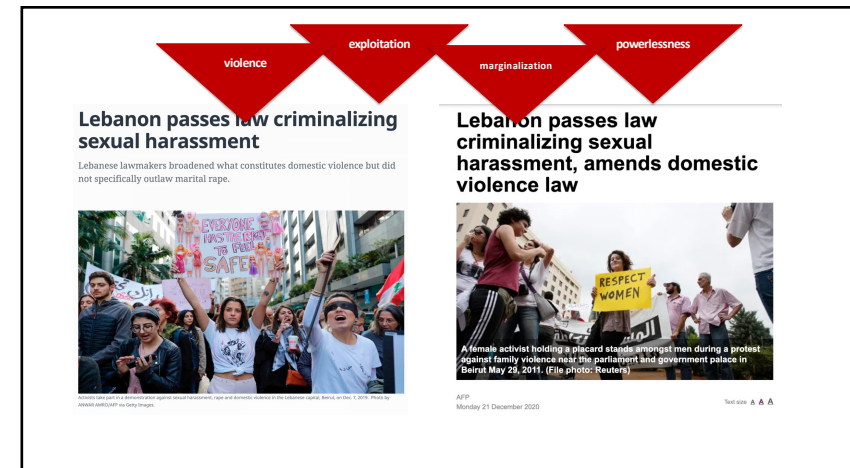 violence
exploitation
marginalization
powerlessness
Lebanon passes law criminalizing
sexual harassment
Lebanese lawmakers broadened what constitutes domestic violence but did
not specifically outlaw marital rape.
EVERYONE
HAS THE RIGHT
TO FEEL
SAFE
Activists take part in a demonstration against sexual harassment, rape and domestic violence in the Lebanese capital, Beirut, on Dec. 7, 2019. Photo by
ANWAR AMRO/AFP via Getty Images.
Lebanon passes law
criminalizing sexual
harassment, amends domestic
violence law
RESPECT
WOMEN
A female activist holding a placard stands amongst men during a protest
against family violence near the parliament and government palace in
Beirut May 29, 2011. (File photo: Reuters)
AFP
Monday 21 December 2020
Text size A A A